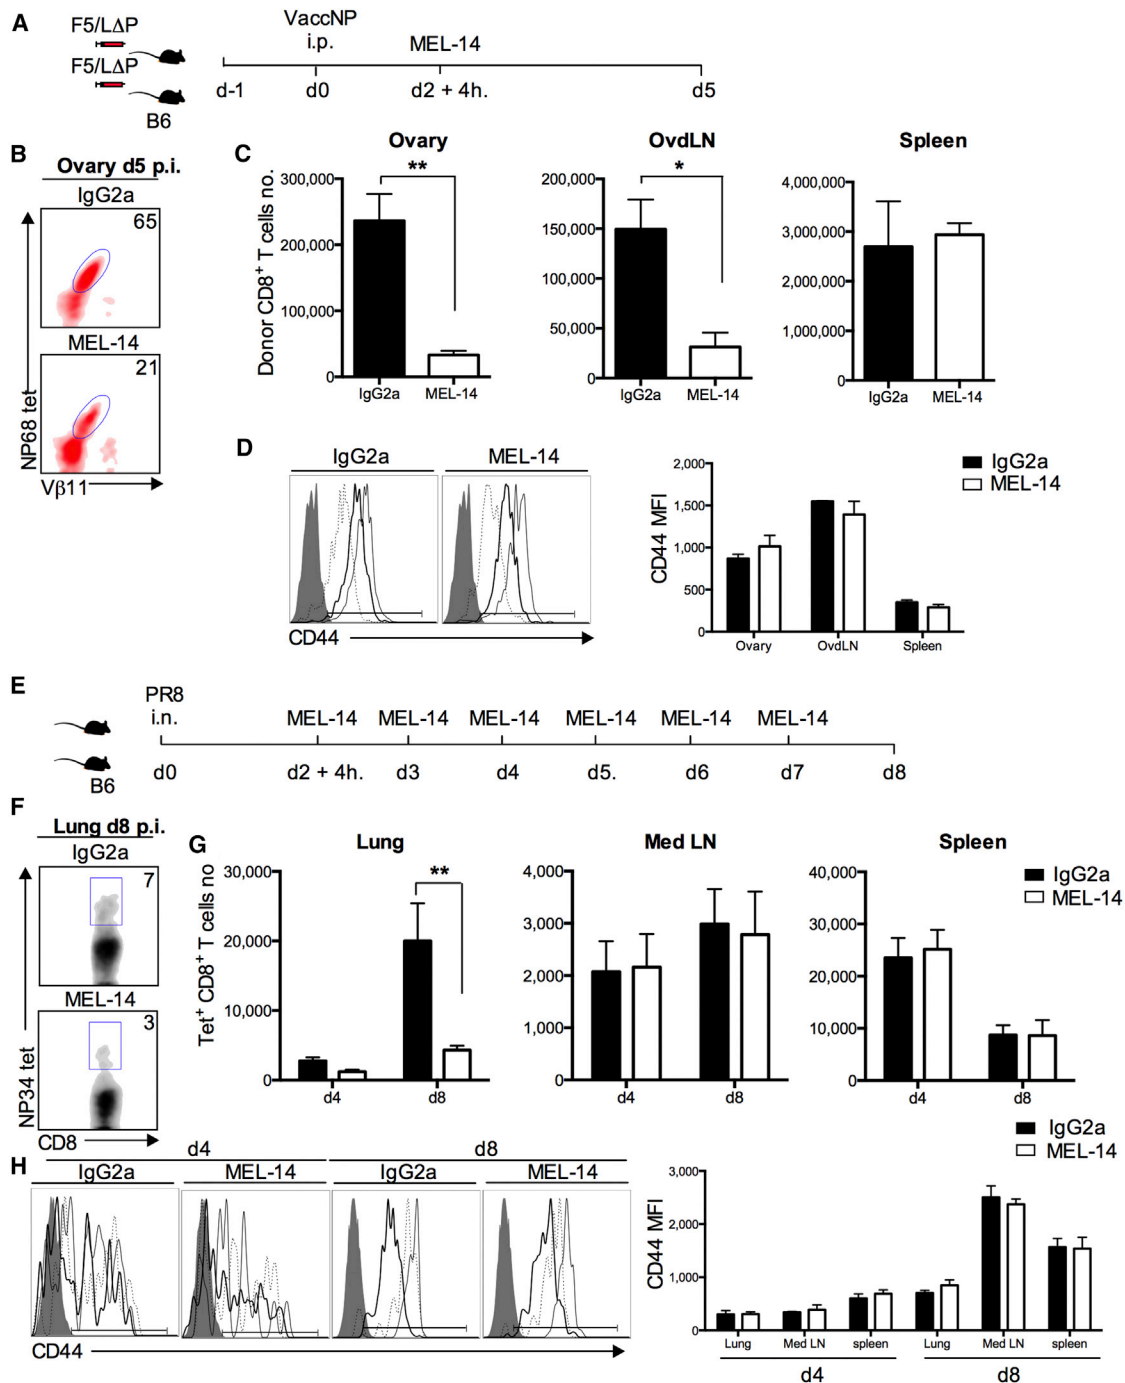 A
F5/LΔP
F5/LΔP
B6
VaccNP
i.p.
MEL-14
d-1
d0
d2 + 4h.
d5
B
Ovary d5 p.i.
IgG2a
65
MEL-14
21
NP68 tet
Vβ11
C
Ovary
**
Donor CD8+ T cells no.
300,000
200,000
100,000
0
IgG2a
MEL-14
OvdLN
*
200,000
150,000
100,000
50,000
0
IgG2a
MEL-14
Spleen
4,000,000
3,000,000
2,000,000
1,000,000
0
IgG2a
MEL-14
D
IgG2a
MEL-14
CD44
CD44 MFI
2,000
1,500
1,000
500
0
Ovary
OvdLN
Spleen
IgG2a
MEL-14
E
B6
PR8
i.n.
MEL-14
MEL-14
MEL-14
MEL-14
MEL-14
MEL-14
d0
d2 + 4h.
d3
d4
d5.
d6
d7
d8
F
Lung d8 p.i.
IgG2a
7
MEL-14
3
NP34 tet
CD8
G
Lung
**
Tet+ CD8+ T cells no
30,000
20,000
10,000
0
d4
d8
Med LN
4,000
3,000
2,000
1,000
0
d4
d8
Spleen
40,000
30,000
20,000
10,000
0
d4
d8
IgG2a
MEL-14
H
d4
d8
IgG2a
MEL-14
IgG2a
MEL-14
CD44
IgG2a
MEL-14
CD44 MFI
3,000
2,000
1,000
0
Lung
Med LN
spleen
Lung
Med LN
spleen
d4
d8